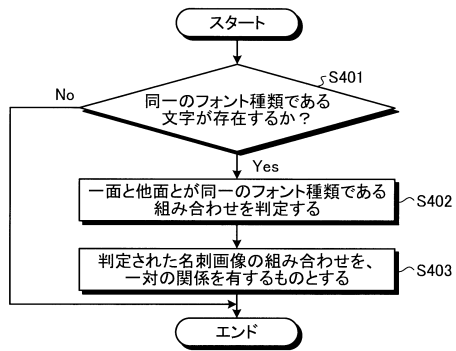 スタート
S401
No
同一のフォント種類である
文字が存在するか？
Yes
一面と他面とが同一のフォント種類である
組み合わせを判定する
S402
判定された名刺画像の組み合わせを、
一対の関係を有するものとする
S403
エンド